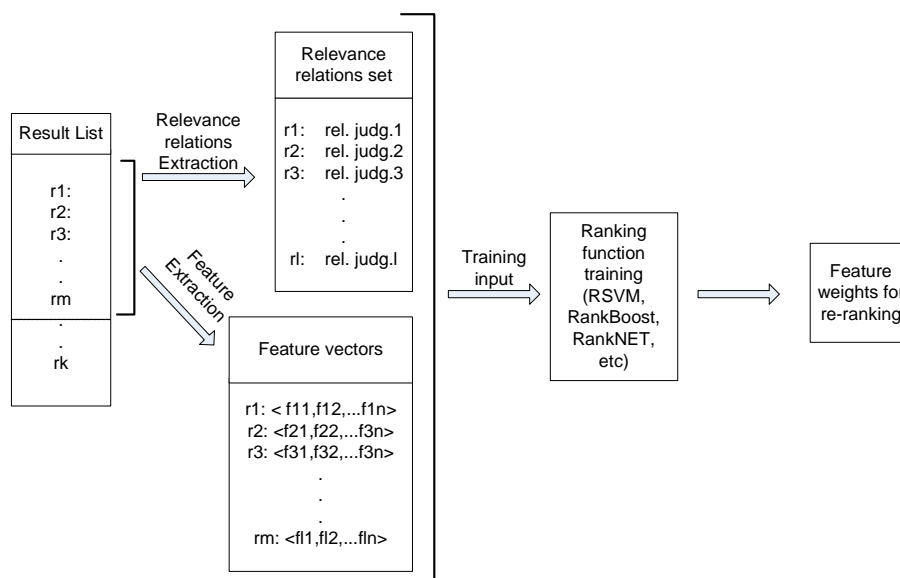 Result List
r1:
r2:
r3:
.
.
rm
.
.
rk
Relevance
relations
Extraction
Feature
Extraction
Relevance
relations set
r1: rel. judg.1
r2: rel. judg.2
r3: rel. judg.3
.
.
.
rl: rel. judg.l
Feature vectors
r1: < f11,f12,...f1n>
r2: <f21,f22,...f3n>
r3: <f31,f32,...f3n>
.
.
.
rm: <fl1,fl2,...fln>
Training
input
Ranking
function
training
(RSVM,
RankBoost,
RankNET,
etc)
Feature
weights for
re-ranking